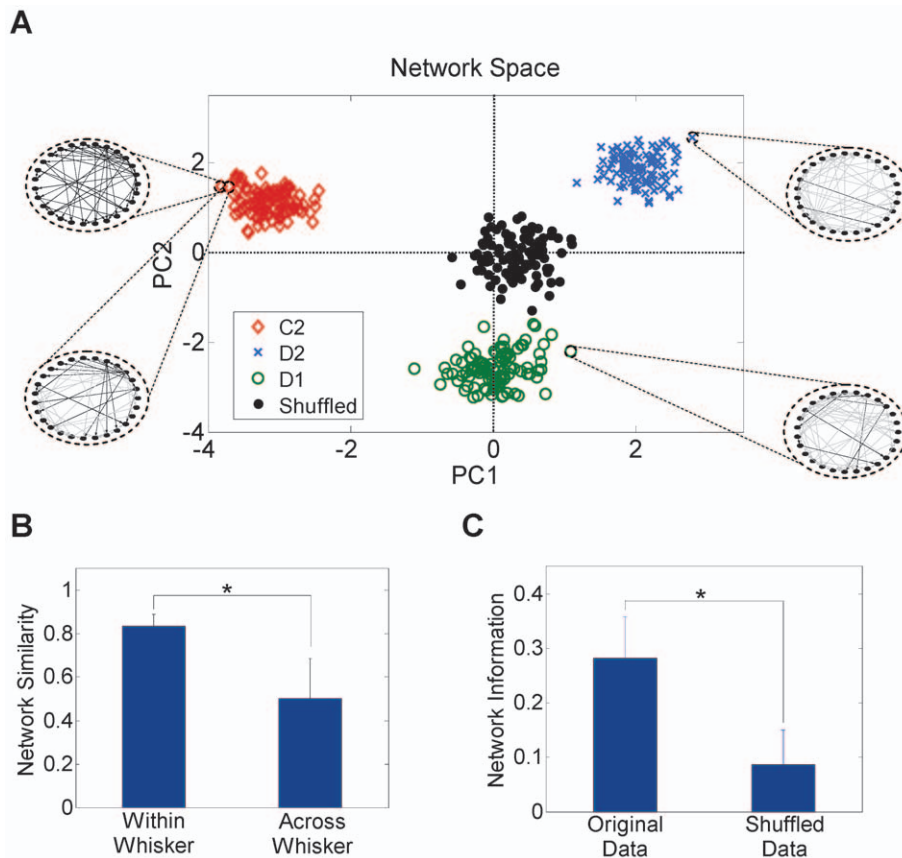 A
Network Space
2
0
-2
-4
PC2
-4
-2
0
2
PC1
C2
D2
D1
Shuffled
B
1
0.8
0.6
0.4
0.2
0
Network Similarity
*
Within
Whisker
Across
Whisker
C
0.4
0.3
0.2
0.1
0
Network Information
*
Original
Data
Shuffled
Data